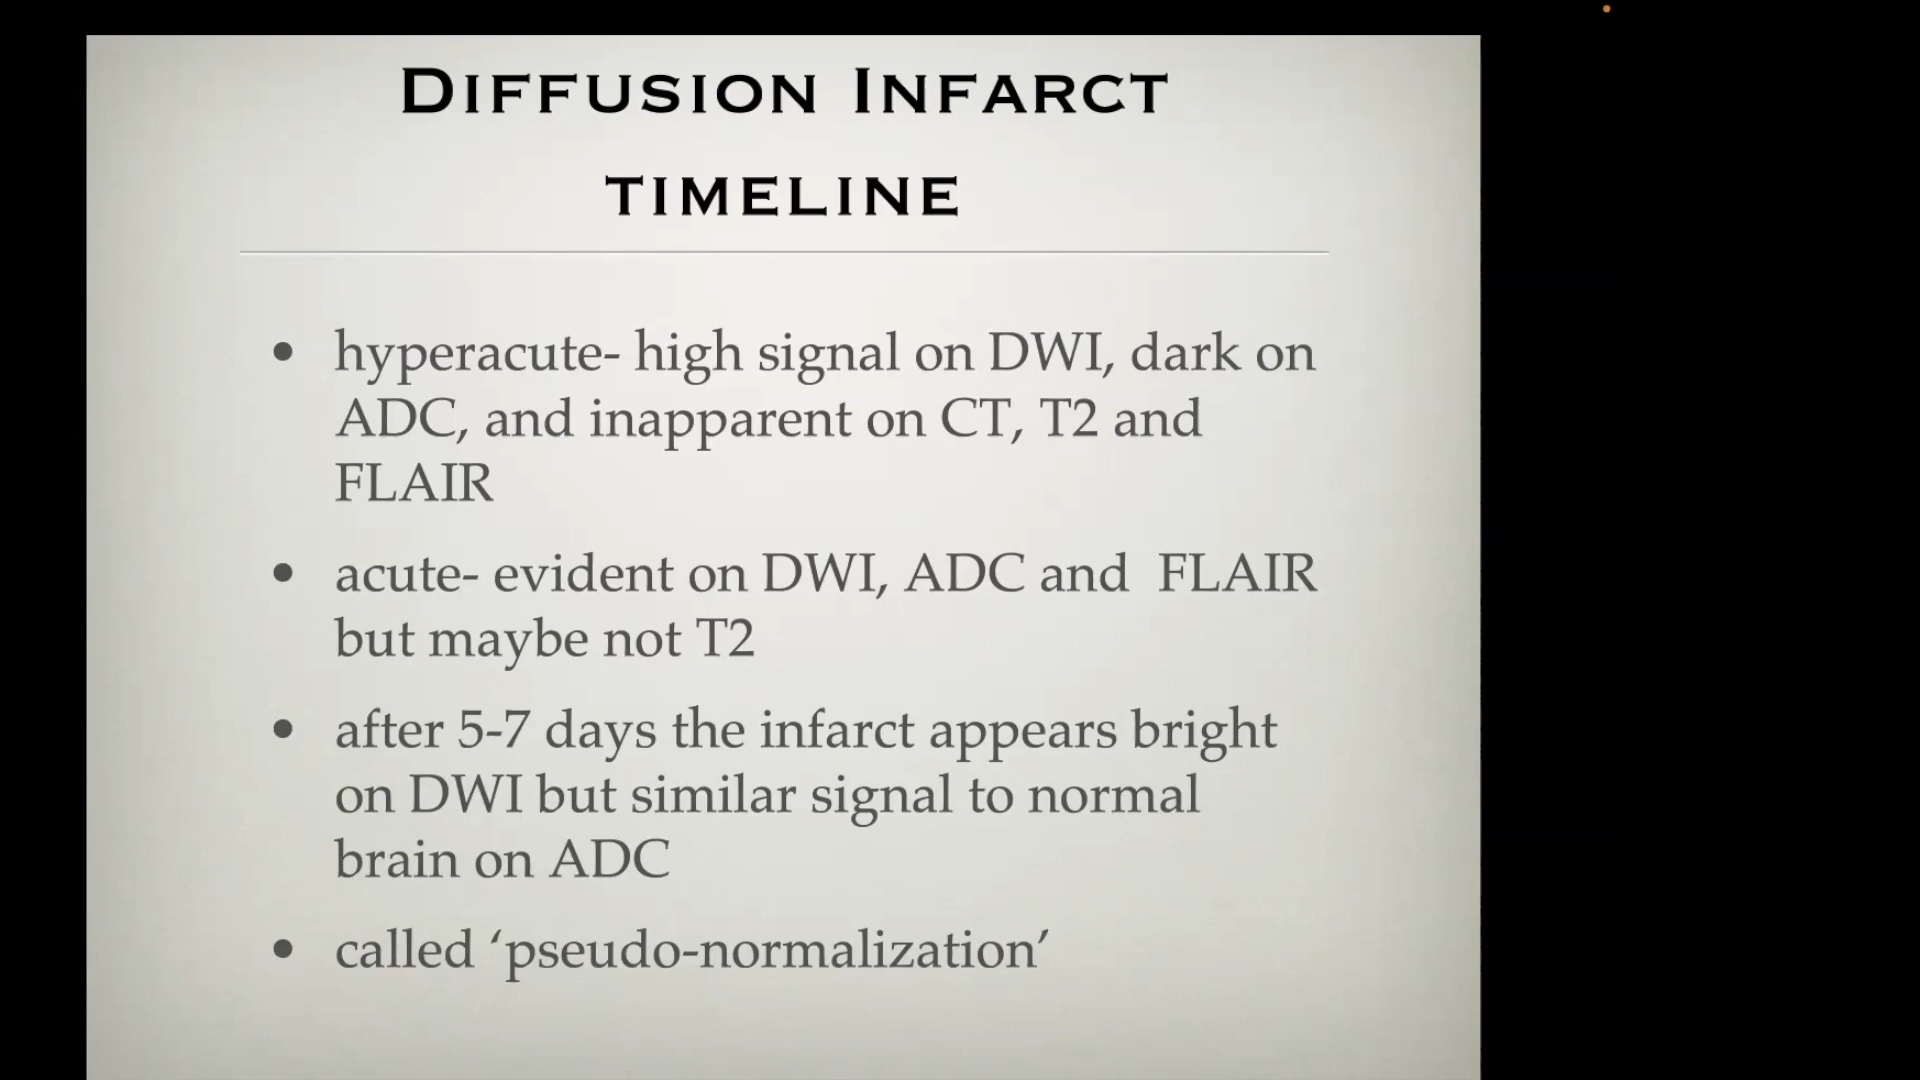 DIFFUSION INFARCT
TIMELINE
• hyperacute- high signal on DWI, dark on
ADC, and inapparent on CT, T2 and
FLAIR
• acute- evident on DWI, ADC and  FLAIR
but maybe not T2
• after 5-7 days the infarct appears bright
on DWI but similar signal to normal
brain on ADC
• called ‘pseudo-normalization’